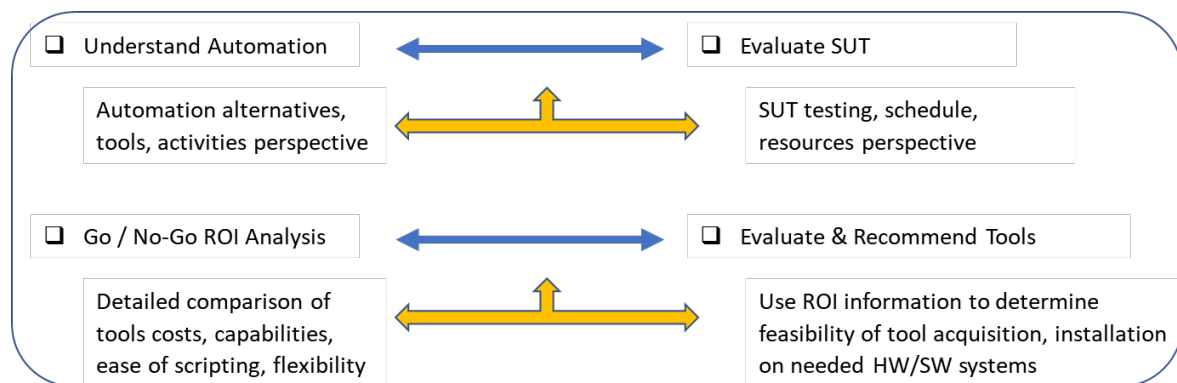 ❑ Understand Automation
❑ Evaluate SUT
Automation alternatives,
tools, activities perspective
SUT testing, schedule,
resources perspective
❑ Go / No-Go ROI Analysis
❑ Evaluate & Recommend Tools
Detailed comparison of
tools costs, capabilities,
ease of scripting, flexibility
Use ROI information to determine
feasibility of tool acquisition, installation
on needed HW/SW systems